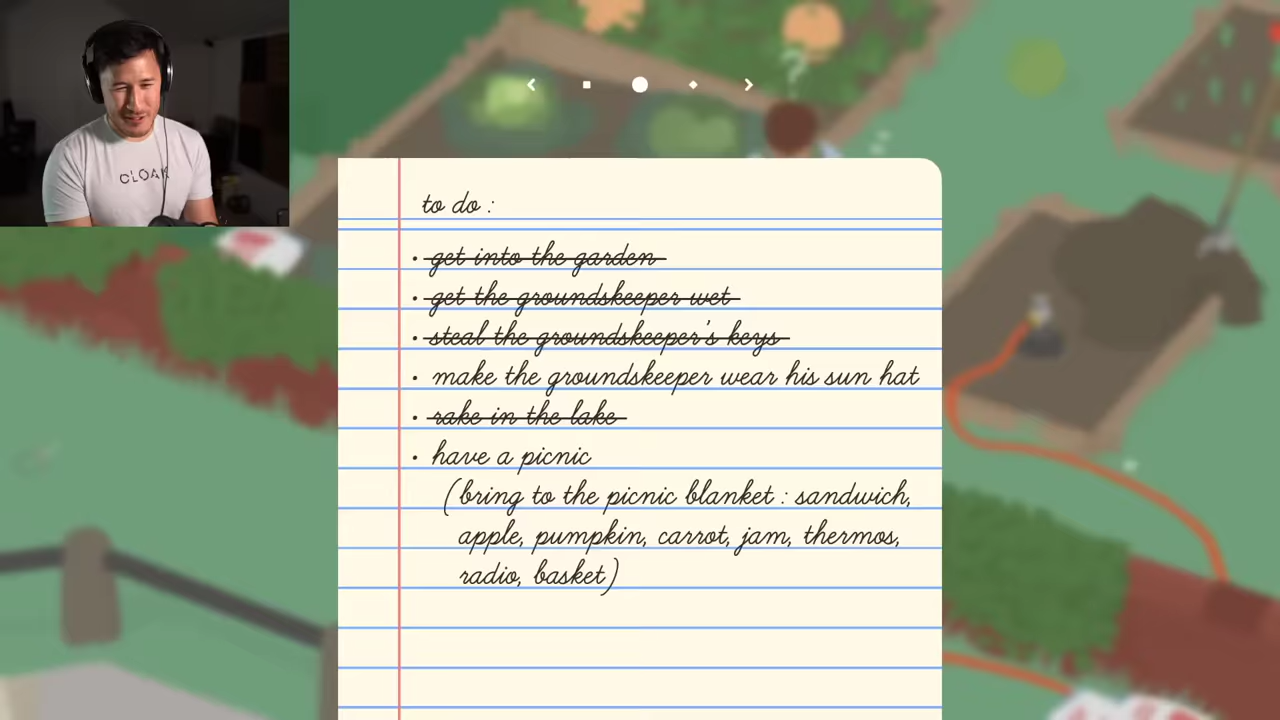 CLOAK
?
to do :
• get into the garden
• get the groundskeeper wet
• steal the groundskeeper's keys
• make the groundskeeper wear his sun hat
• rake in the lake
• have a picnic
(bring to the picnic blanket : sandwich,
apple, pumpkin, carrot, jam, thermos,
radio, basket)